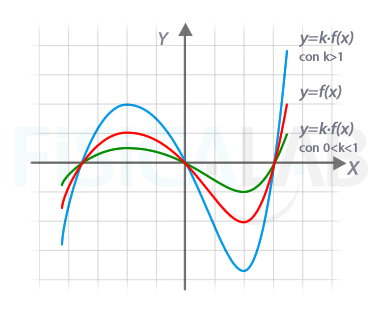 Y
y=k·f(x)
con k>1
y=f(x)
y=k·f(x)
con 0<k<1
X
FISICALAB